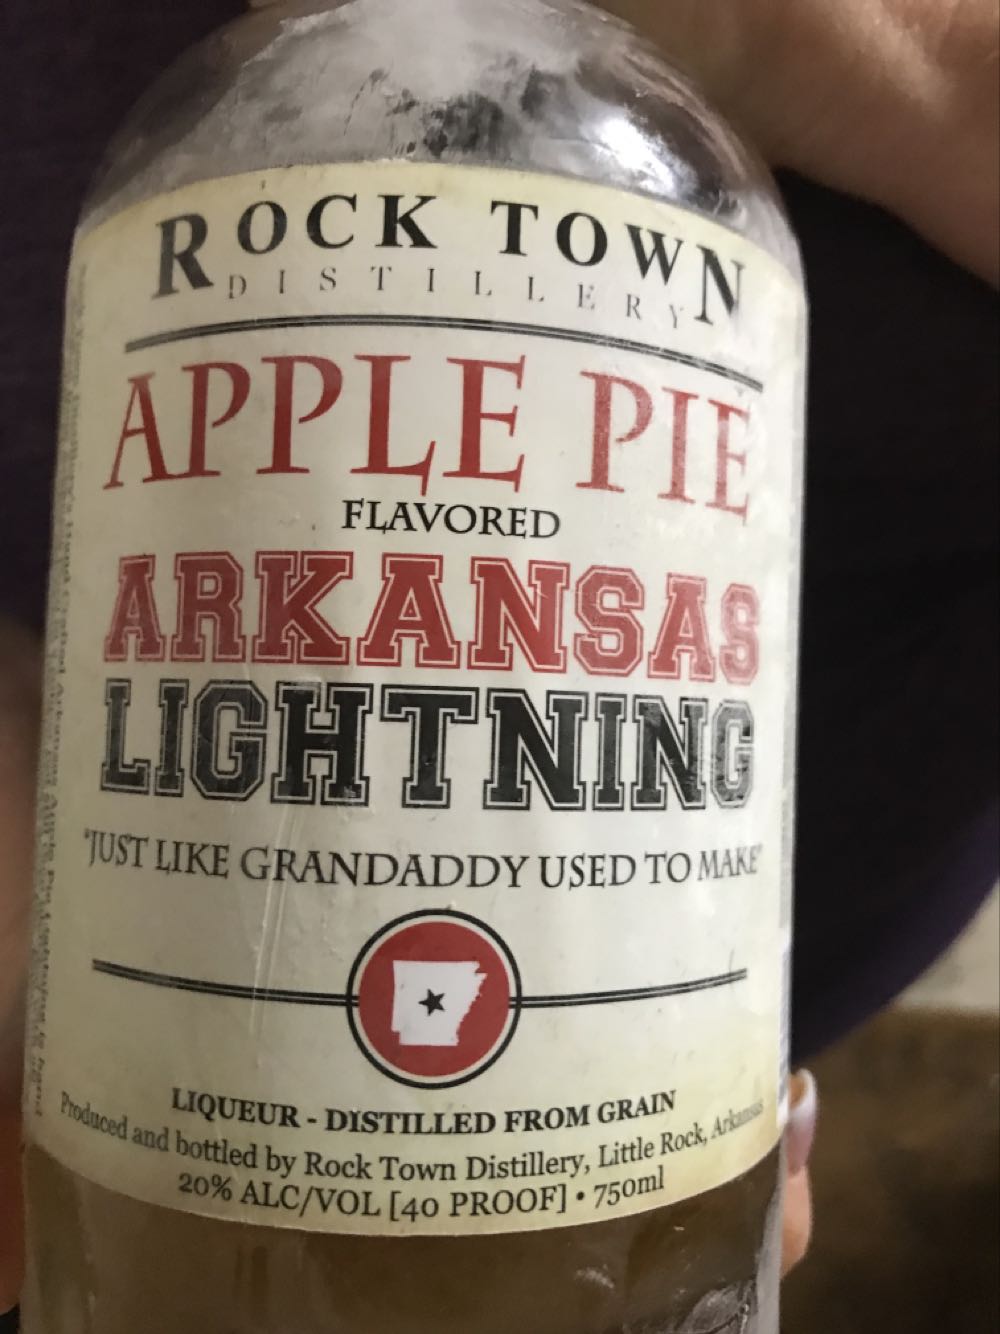 ROCK TOWN
DISTILLERY
APPLE PIE
FLAVORED
ARKANSAS
LIGHTNING
"JUST LIKE GRANDADDY USED TO MAKE"
LIQUEUR - DISTILLED FROM GRAIN
Produced and bottled by Rock Town Distillery, Little Rock, Arkansas
20% ALC/VOL [40 PROOF] • 750ml